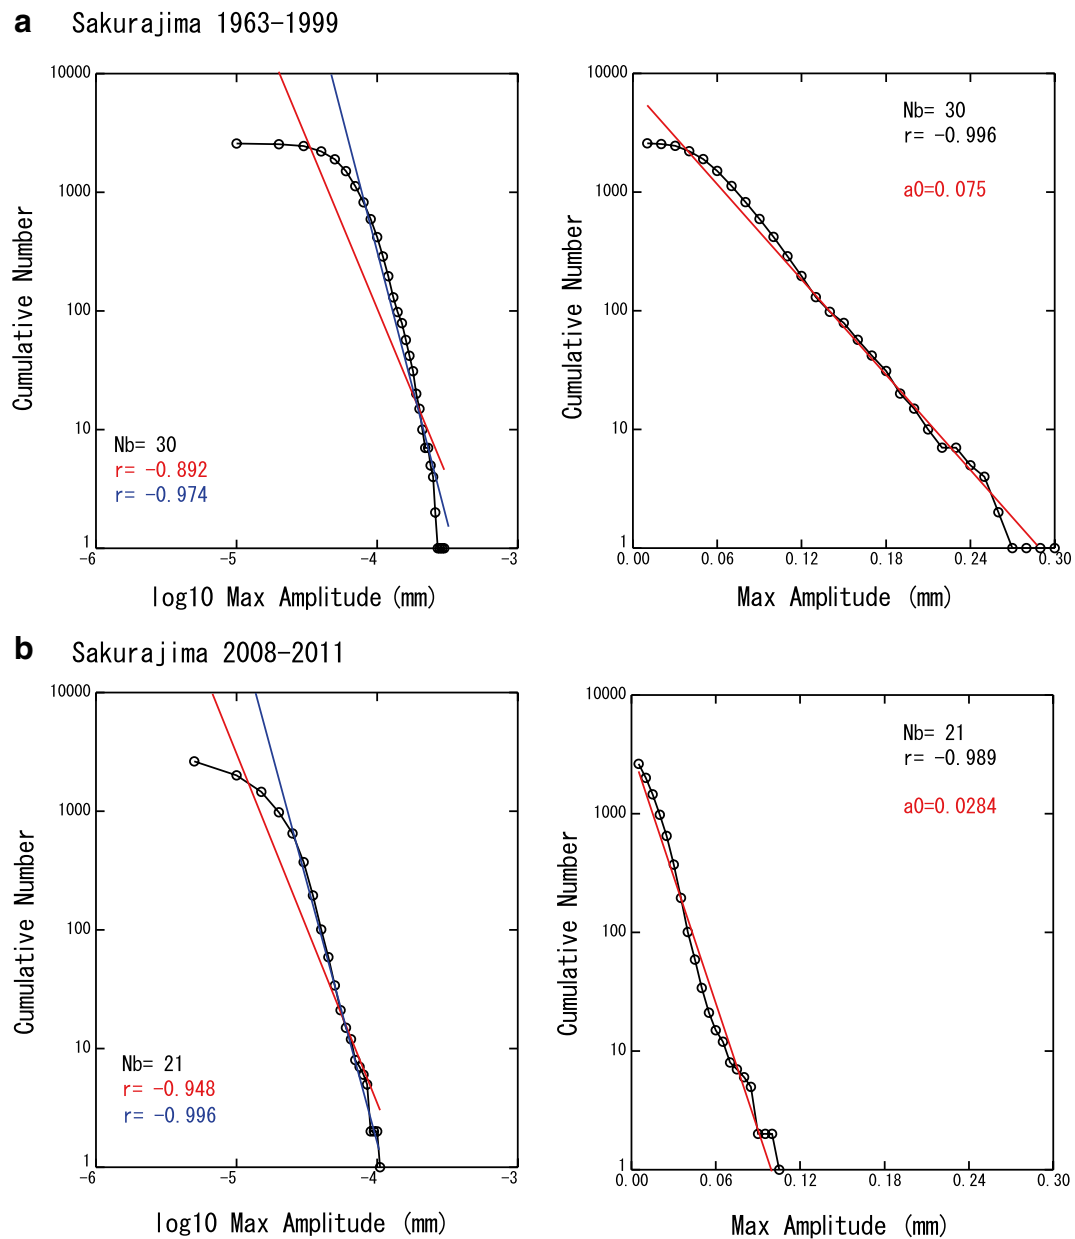 a Sakurajima 1963-1999
10000
1000
100
10
1
-6 -5 -4 -3
Cumulative Number
log10 Max Amplitude (mm)
Nb= 30
r= -0.892
r= -0.974
10000
1000
100
10
1
0.00 0.06 0.12 0.18 0.24 0.30
Cumulative Number
Max Amplitude (mm)
Nb= 30
r= -0.996
a0=0.075
b Sakurajima 2008-2011
10000
1000
100
10
1
-6 -5 -4 -3
Cumulative Number
log10 Max Amplitude (mm)
Nb= 21
r= -0.948
r= -0.996
10000
1000
100
10
1
0.00 0.06 0.12 0.18 0.24 0.30
Cumulative Number
Max Amplitude (mm)
Nb= 21
r= -0.989
a0=0.0284